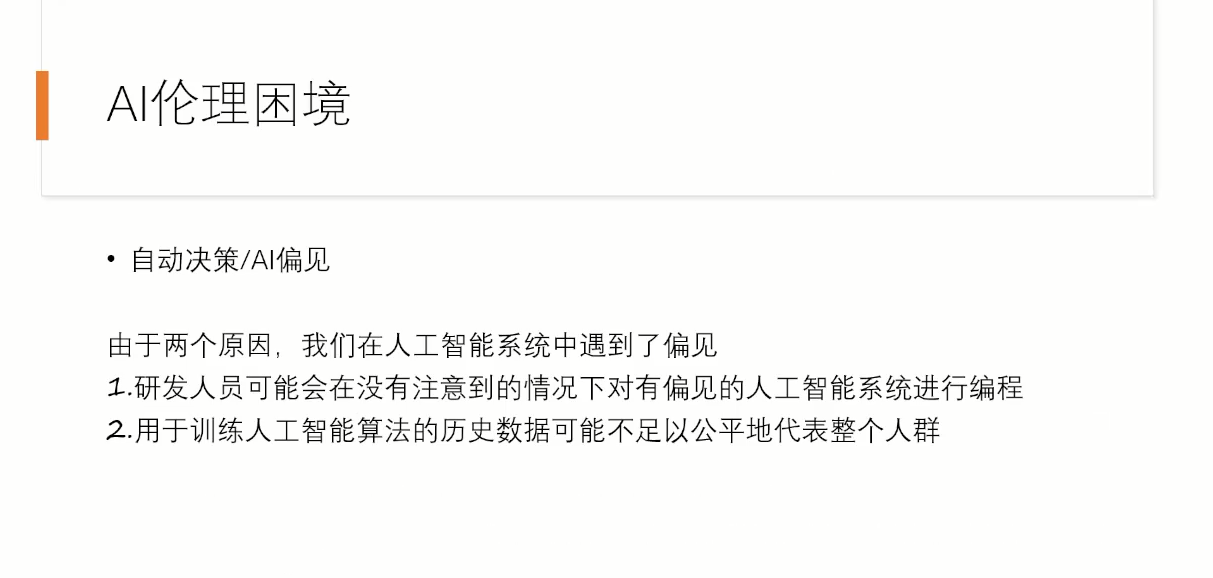 AI伦理困境
• 自动决策/AI偏见
由于两个原因，我们在人工智能系统中遇到了偏见
1.研发人员可能会在没有注意到的情况下对有偏见的人工智能系统进行编程
2.用于训练人工智能算法的历史数据可能不足以公平地代表整个人群